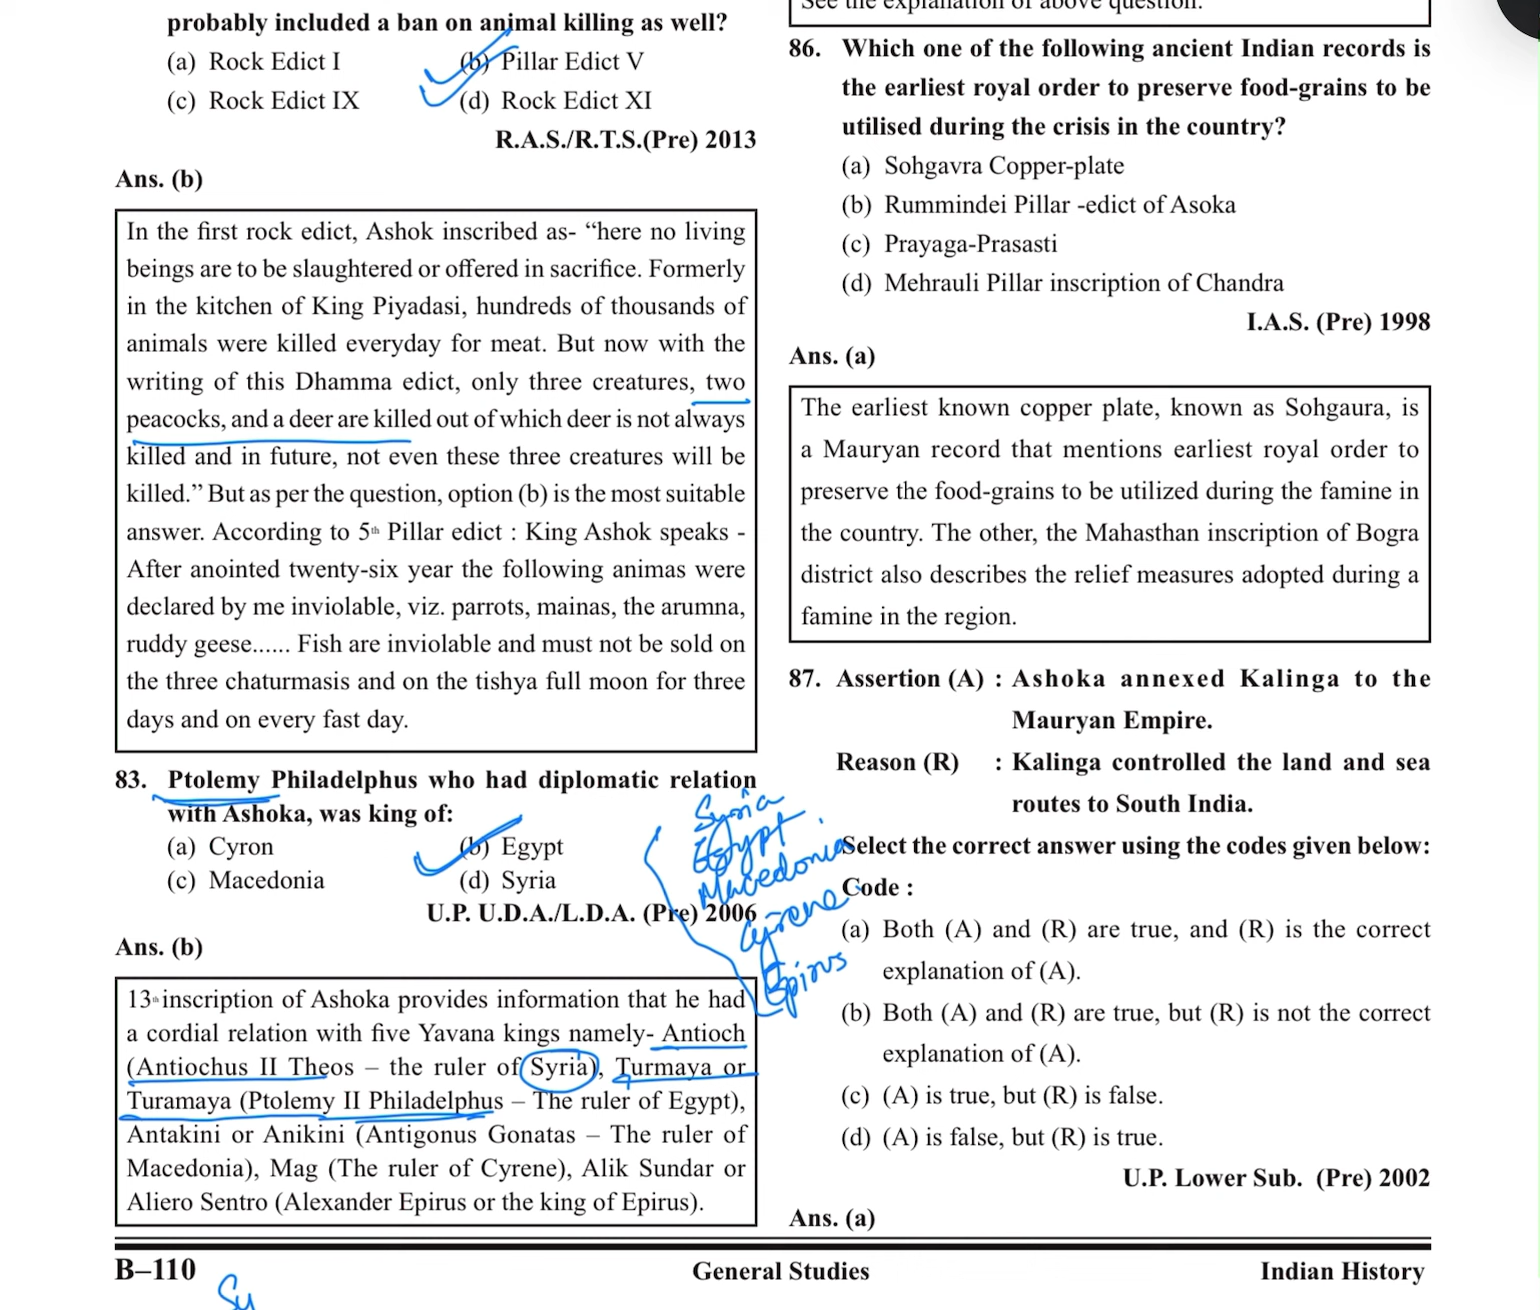 probably included a ban on animal killing as well?
(a) Rock Edict I
(b) Pillar Edict V
(c) Rock Edict IX
(d) Rock Edict XI
R.A.S./R.T.S.(Pre) 2013
Ans. (b)
In the first rock edict, Ashok inscribed as- “here no living
beings are to be slaughtered or offered in sacrifice. Formerly
in the kitchen of King Piyadasi, hundreds of thousands of
animals were killed everyday for meat. But now with the
writing of this Dhamma edict, only three creatures, two
peacocks, and a deer are killed out of which deer is not always
killed and in future, not even these three creatures will be
killed.” But as per the question, option (b) is the most suitable
answer. According to 5th Pillar edict : King Ashok speaks -
After anointed twenty-six year the following animas were
declared by me inviolable, viz. parrots, mainas, the arumna,
ruddy geese...... Fish are inviolable and must not be sold on
the three chaturmasis and on the tishya full moon for three
days and on every fast day.
83. Ptolemy Philadelphus who had diplomatic relation
with Ashoka, was king of:
(a) Cyron
(b) Egypt
(c) Macedonia
(d) Syria
U.P. U.D.A./L.D.A. (Pre) 2006
Syria
Egypt
Macedonia
Cyrene
Epirus
Ans. (b)
13th inscription of Ashoka provides information that he had
a cordial relation with five Yavana kings namely- Antioch
(Antiochus II Theos – the ruler of Syria), Turmaya or
Turamaya (Ptolemy II Philadelphus – The ruler of Egypt),
Antakini or Anikini (Antigonus Gonatas – The ruler of
Macedonia), Mag (The ruler of Cyrene), Alik Sundar or
Aliero Sentro (Alexander Epirus or the king of Epirus).
See the explanation of above question.
86. Which one of the following ancient Indian records is
the earliest royal order to preserve food-grains to be
utilised during the crisis in the country?
(a) Sohgavra Copper-plate
(b) Rummindei Pillar -edict of Asoka
(c) Prayaga-Prasasti
(d) Mehrauli Pillar inscription of Chandra
I.A.S. (Pre) 1998
Ans. (a)
The earliest known copper plate, known as Sohgaura, is
a Mauryan record that mentions earliest royal order to
preserve the food-grains to be utilized during the famine in
the country. The other, the Mahasthan inscription of Bogra
district also describes the relief measures adopted during a
famine in the region.
87. Assertion (A) : Ashoka annexed Kalinga to the
Mauryan Empire.
Reason (R) : Kalinga controlled the land and sea
routes to South India.
Select the correct answer using the codes given below:
Code :
(a) Both (A) and (R) are true, and (R) is the correct
explanation of (A).
(b) Both (A) and (R) are true, but (R) is not the correct
explanation of (A).
(c) (A) is true, but (R) is false.
(d) (A) is false, but (R) is true.
U.P. Lower Sub. (Pre) 2002
Ans. (a)
B–110
General Studies
Indian History
Sy